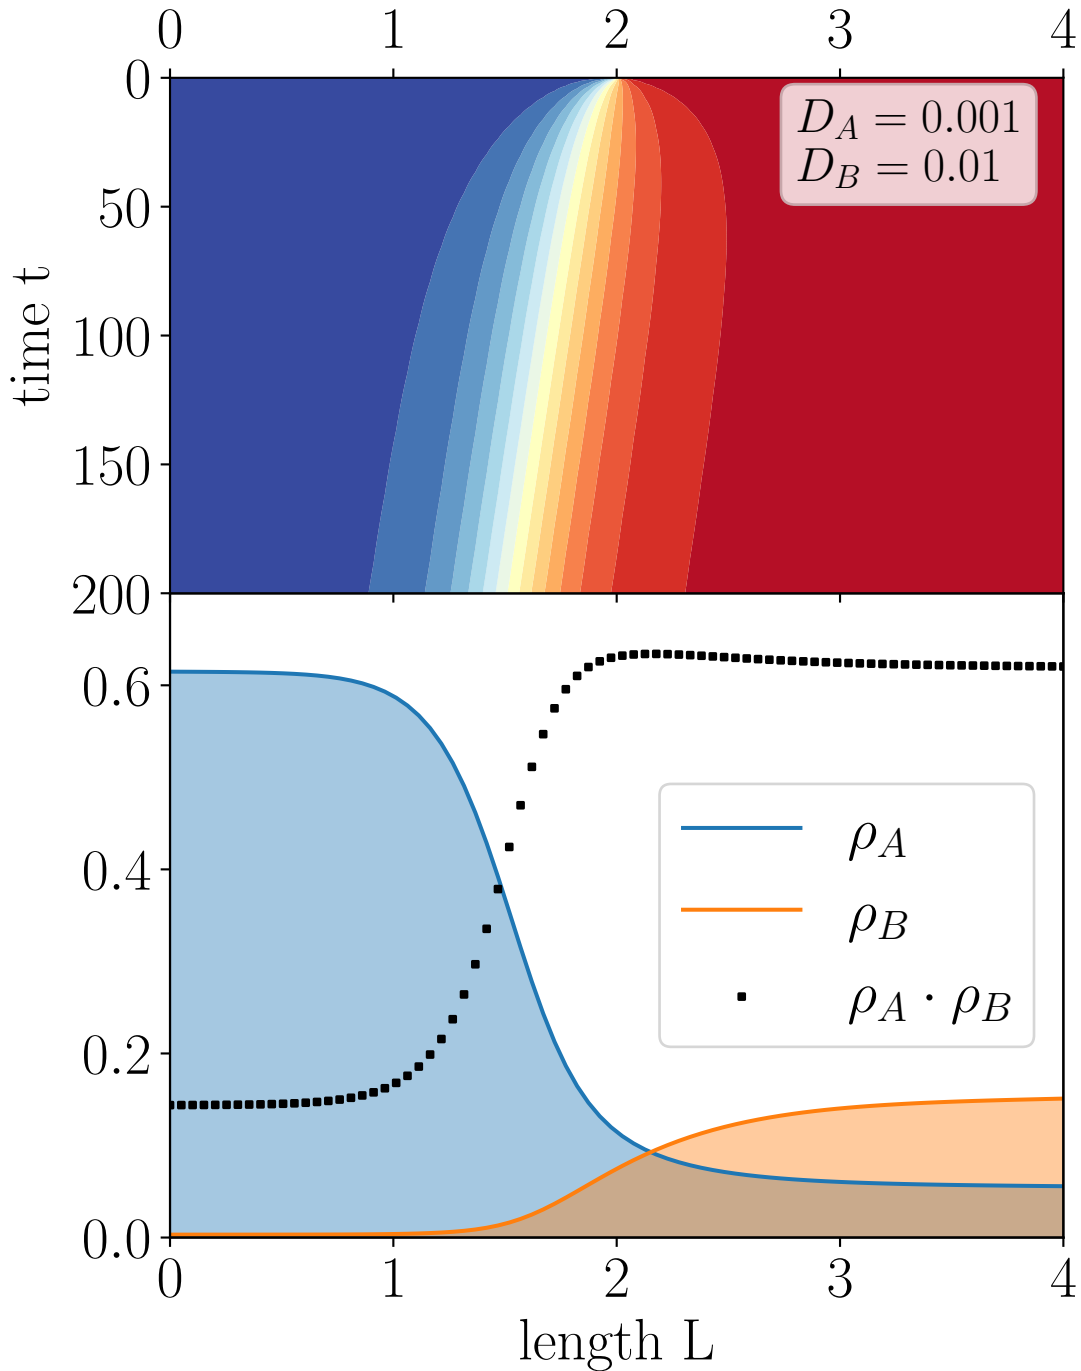 0 1 2 3 4
0
50
100
150
200
time t
D_A = 0.001
D_B = 0.01
0.6
0.4
0.2
0.0
ρ_A
ρ_B
ρ_A · ρ_B
0 1 2 3 4
length L